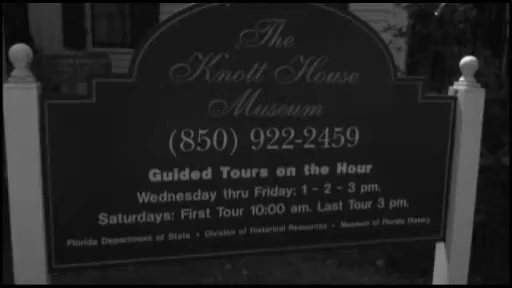 The
Knott House
Museum
(850) 922-2459
Guided Tours on the Hour
Wednesday thru Friday: 1 - 2 - 3 pm,
Saturdays: First Tour 10:00 am. Last Tour 3 pm.
Florida Department of State • Division of Historical Resources • Museum of Florida History